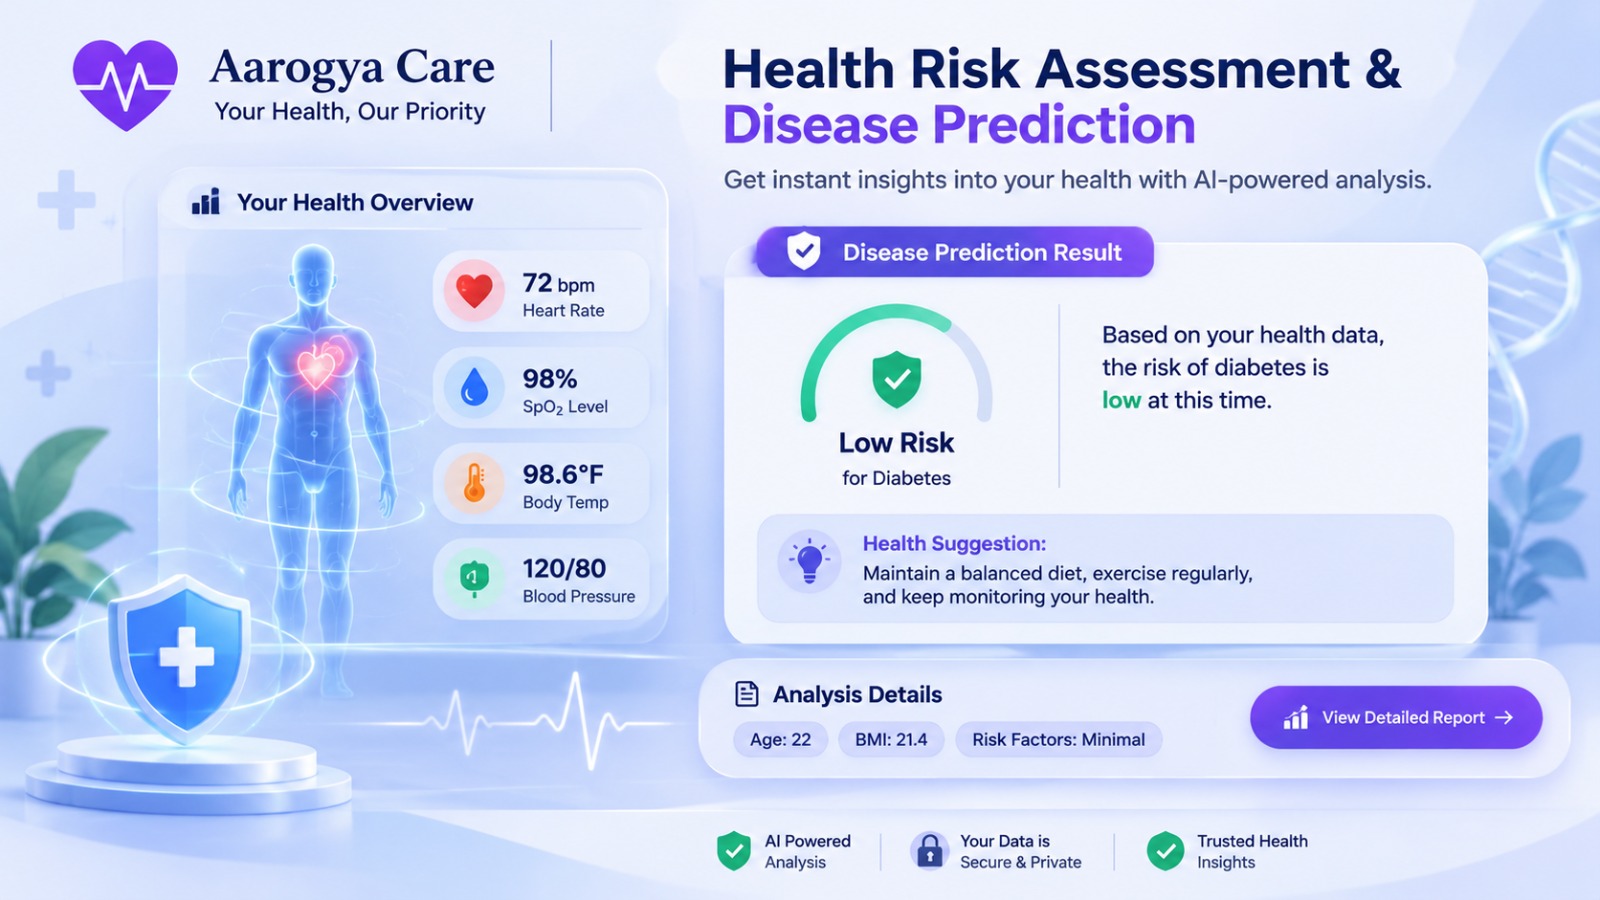 Aarogya Care
Your Health, Our Priority
Health Risk Assessment &
Disease Prediction
Get instant insights into your health with AI-powered analysis.
Your Health Overview
72 bpm
Heart Rate
98%
SpO₂ Level
98.6°F
Body Temp
120/80
Blood Pressure
Disease Prediction Result
Low Risk
for Diabetes
Based on your health data,
the risk of diabetes is
low at this time.
Health Suggestion:
Maintain a balanced diet, exercise regularly,
and keep monitoring your health.
Analysis Details
Age: 22
BMI: 21.4
Risk Factors: Minimal
View Detailed Report →
AI Powered
Analysis
Your Data is
Secure & Private
Trusted Health
Insights